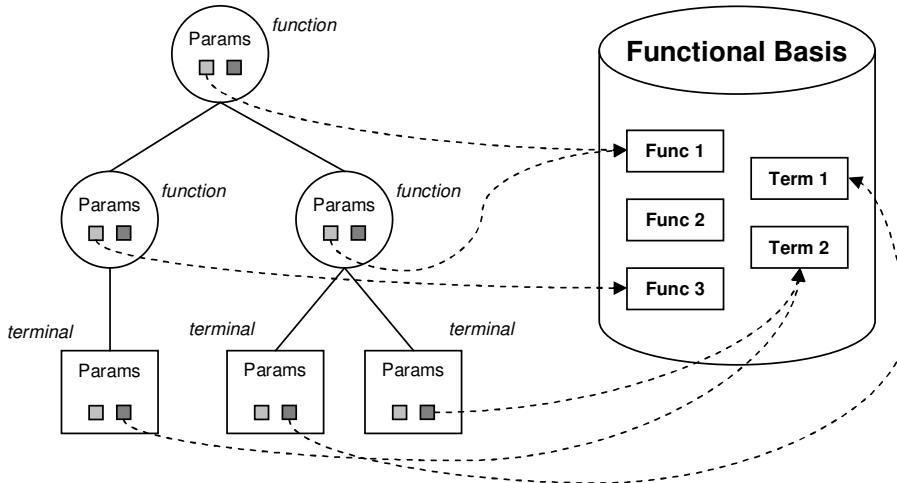 function
Params
Functional Basis
Func 1
Term 1
function
Params
function
Params
Func 2
Term 2
Func 3
terminal
Params
terminal
Params
terminal
Params